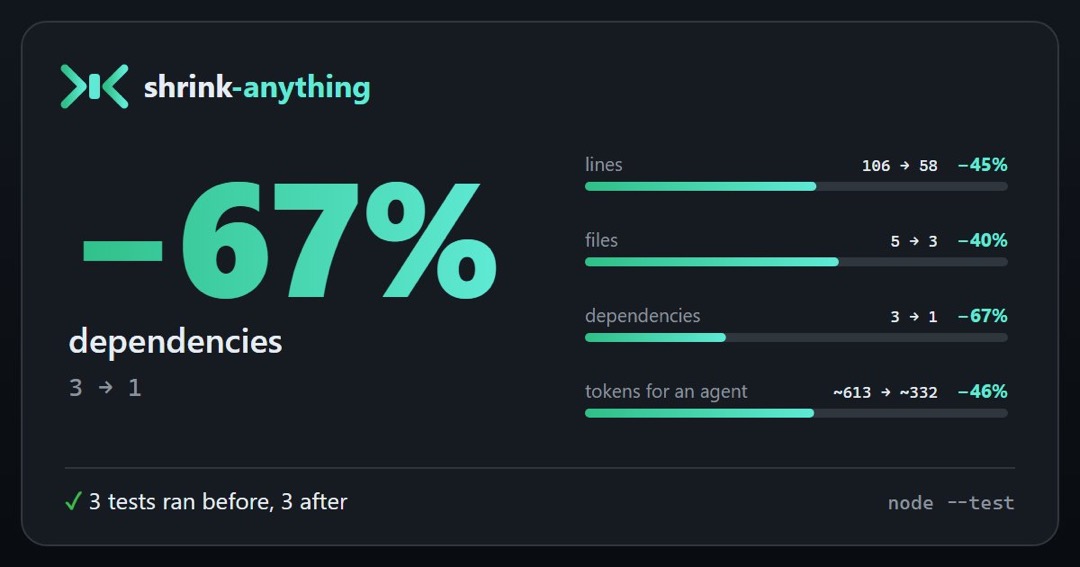 shrink-anything
−67%
dependencies
3 → 1
lines 106 → 58 −45%
files 5 → 3 −40%
dependencies 3 → 1 −67%
tokens for an agent ~613 → ~332 −46%
✓ 3 tests ran before, 3 after
node --test